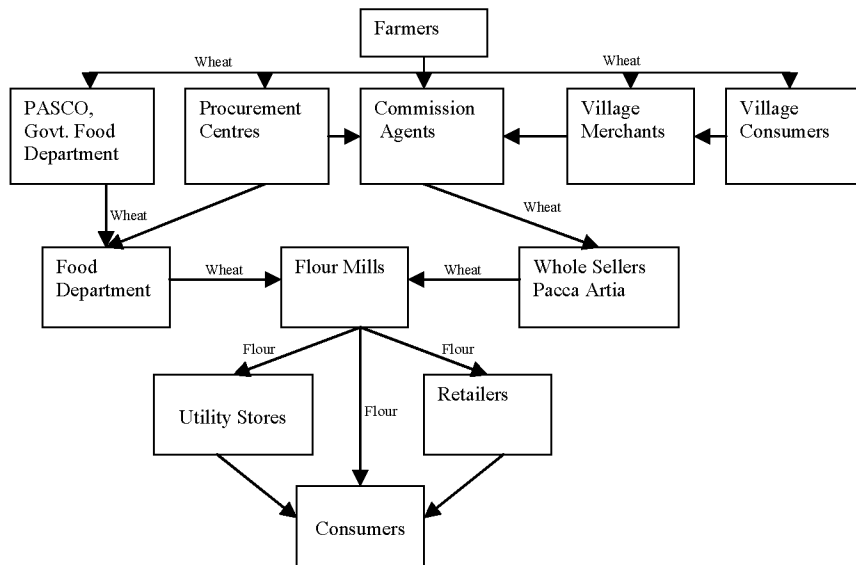 Farmers
Wheat
Wheat
PASCO,
Govt. Food
Department
Procurement
Centres
Commission
Agents
Village
Merchants
Village
Consumers
Wheat
Wheat
Food
Department
Wheat
Flour Mills
Wheat
Whole Sellers
Pacca Artia
Flour
Flour
Utility Stores
Flour
Retailers
Consumers